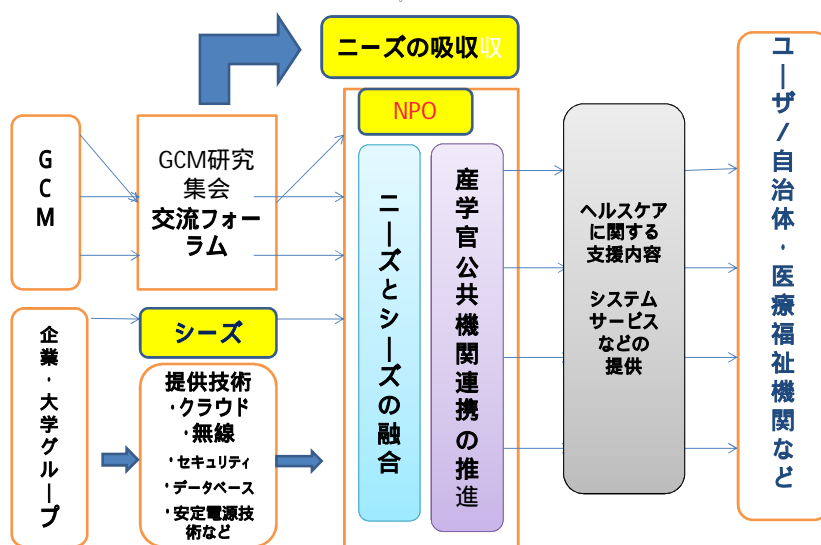 ニーズの吸収収
NPO
GCM
GCM研究
集会
交流フォー
ラム
シーズ
企業・大学グループ
提供技術
・クラウド
・無線
・セキュリティ
・データベース
・安定電源技
術など
ニーズとシーズの融合
産学官公共機関連携の推進
ヘルスケア
に関する
支援内容
システム
サービス
などの
提供
ユーザ/自治体・医療福祉機関など